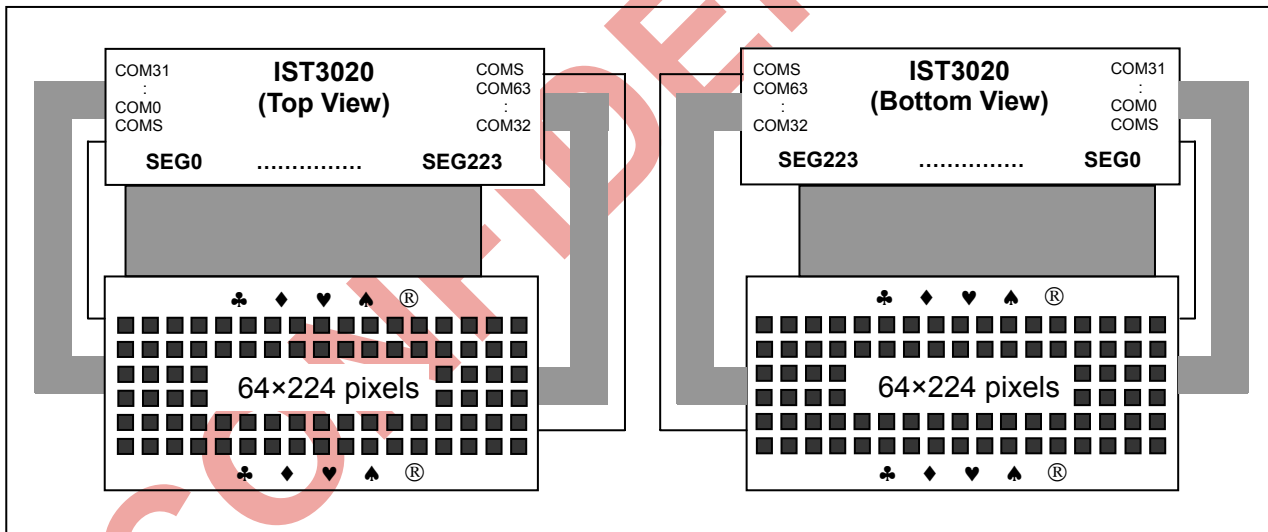 COM31
:
COM0
COMS
IST3020
(Top View)
COMS
COM63
:
COM32
SEG0 ............... SEG223
♣ ♦ ♥ ♠ ®
64×224 pixels
♣ ♦ ♥ ♠ ®
COMS
COM63
:
COM32
IST3020
(Bottom View)
COM31
:
COM0
COMS
SEG223 ............... SEG0
♣ ♦ ♥ ♠ ®
64×224 pixels
♣ ♦ ♥ ♠ ®